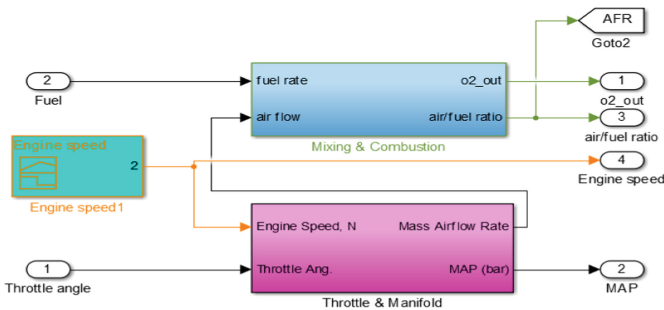 AFR
Goto2
2
Fuel
fuel rate
o2_out
1
o2_out
air flow
air/fuel ratio
3
air/fuel ratio
Mixing & Combustion
Engine speed
2
4
Engine speed
Engine speed1
Engine Speed, N
Mass Airflow Rate
1
Throttle angle
Throttle Ang.
MAP (bar)
2
MAP
Throttle & Manifold